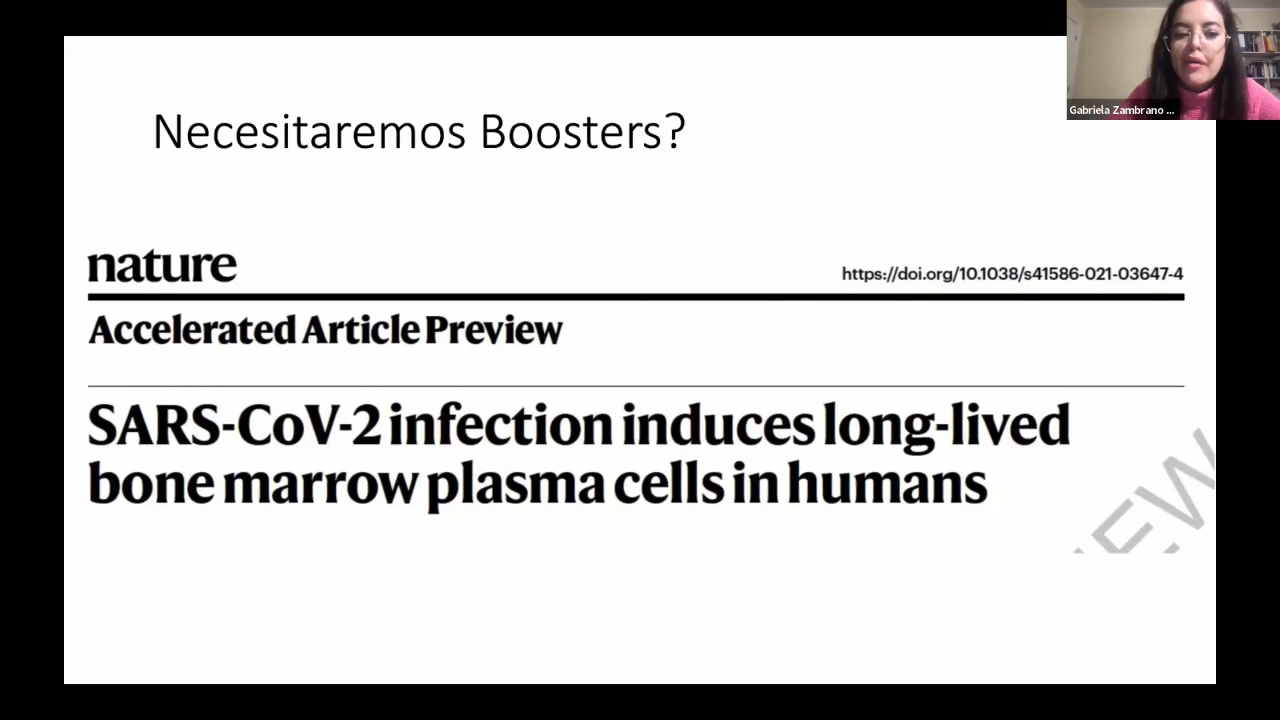 Necesitaremos Boosters?
Gabriela Zambrano ...
nature
https://doi.org/10.1038/s41586-021-03647-4
Accelerated Article Preview
SARS-CoV-2 infection induces long-lived
bone marrow plasma cells in humans
EW